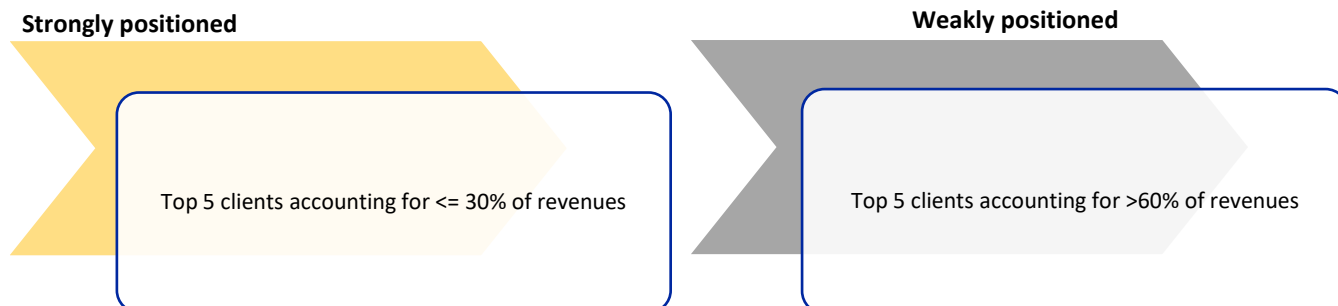 Strongly positioned
Weakly positioned
Top 5 clients accounting for <= 30% of revenues
Top 5 clients accounting for >60% of revenues